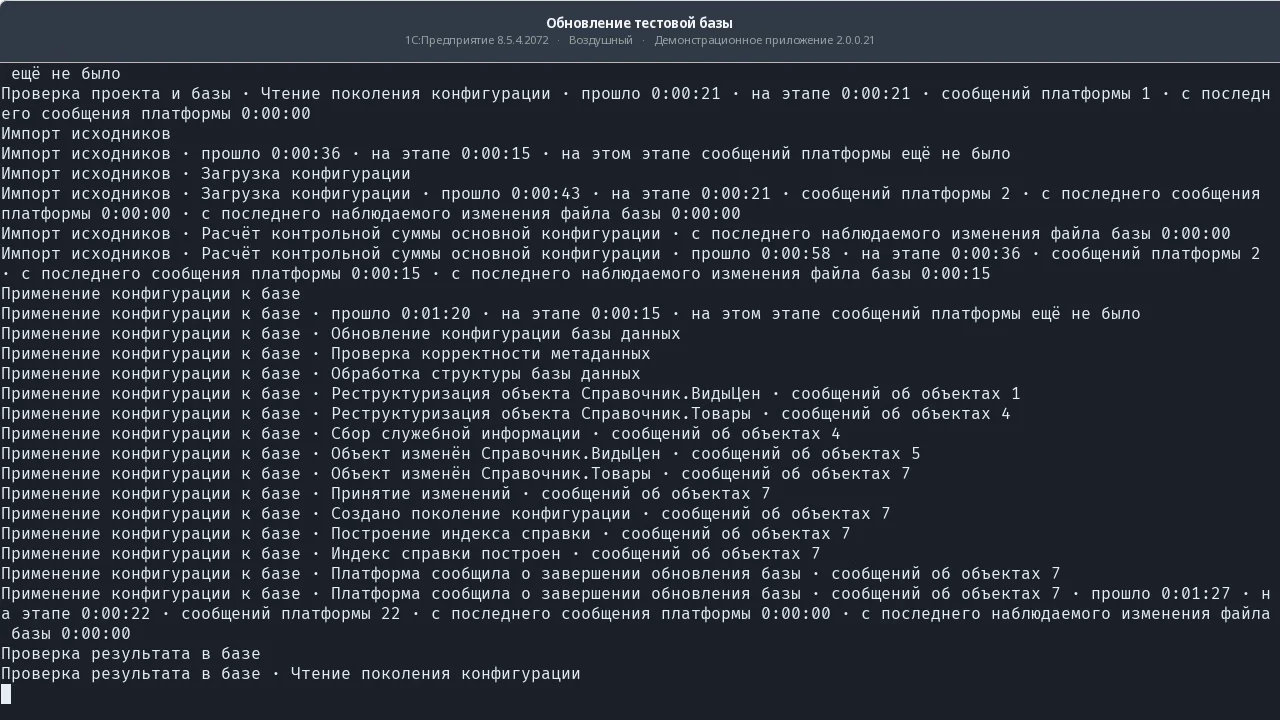 Обновление тестовой базы
1С:Предприятие 8.5.4.2072 · Воздушный · Демонстрационное приложение 2.0.0.21
ещё не было
Проверка проекта и базы · Чтение поколения конфигурации · прошло 0:00:21 · на этапе 0:00:21 · сообщений платформы 1 · с последн
его сообщения платформы 0:00:00
Импорт исходников
Импорт исходников · прошло 0:00:36 · на этапе 0:00:15 · на этом этапе сообщений платформы ещё не было
Импорт исходников · Загрузка конфигурации
Импорт исходников · Загрузка конфигурации · прошло 0:00:43 · на этапе 0:00:21 · сообщений платформы 2 · с последнего сообщения
платформы 0:00:00 · с последнего наблюдаемого изменения файла базы 0:00:00
Импорт исходников · Расчёт контрольной суммы основной конфигурации · с последнего наблюдаемого изменения файла базы 0:00:00
Импорт исходников · Расчёт контрольной суммы основной конфигурации · прошло 0:00:58 · на этапе 0:00:36 · сообщений платформы 2
· с последнего сообщения платформы 0:00:15 · с последнего наблюдаемого изменения файла базы 0:00:15
Применение конфигурации к базе
Применение конфигурации к базе · прошло 0:01:20 · на этапе 0:00:15 · на этом этапе сообщений платформы ещё не было
Применение конфигурации к базе · Обновление конфигурации базы данных
Применение конфигурации к базе · Проверка корректности метаданных
Применение конфигурации к базе · Обработка структуры базы данных
Применение конфигурации к базе · Реструктуризация объекта Справочник.ВидыЦен · сообщений об объектах 1
Применение конфигурации к базе · Реструктуризация объекта Справочник.Товары · сообщений об объектах 4
Применение конфигурации к базе · Сбор служебной информации · сообщений об объектах 4
Применение конфигурации к базе · Объект изменён Справочник.ВидыЦен · сообщений об объектах 5
Применение конфигурации к базе · Объект изменён Справочник.Товары · сообщений об объектах 7
Применение конфигурации к базе · Принятие изменений · сообщений об объектах 7
Применение конфигурации к базе · Создано поколение конфигурации · сообщений об объектах 7
Применение конфигурации к базе · Построение индекса справки · сообщений об объектах 7
Применение конфигурации к базе · Индекс справки построен · сообщений об объектах 7
Применение конфигурации к базе · Платформа сообщила о завершении обновления базы · сообщений об объектах 7
Применение конфигурации к базе · Платформа сообщила о завершении обновления базы · сообщений об объектах 7 · прошло 0:01:27 · н
а этапе 0:00:22 · сообщений платформы 22 · с последнего сообщения платформы 0:00:00 · с последнего наблюдаемого изменения файла
базы 0:00:00
Проверка результата в базе
Проверка результата в базе · Чтение поколения конфигурации